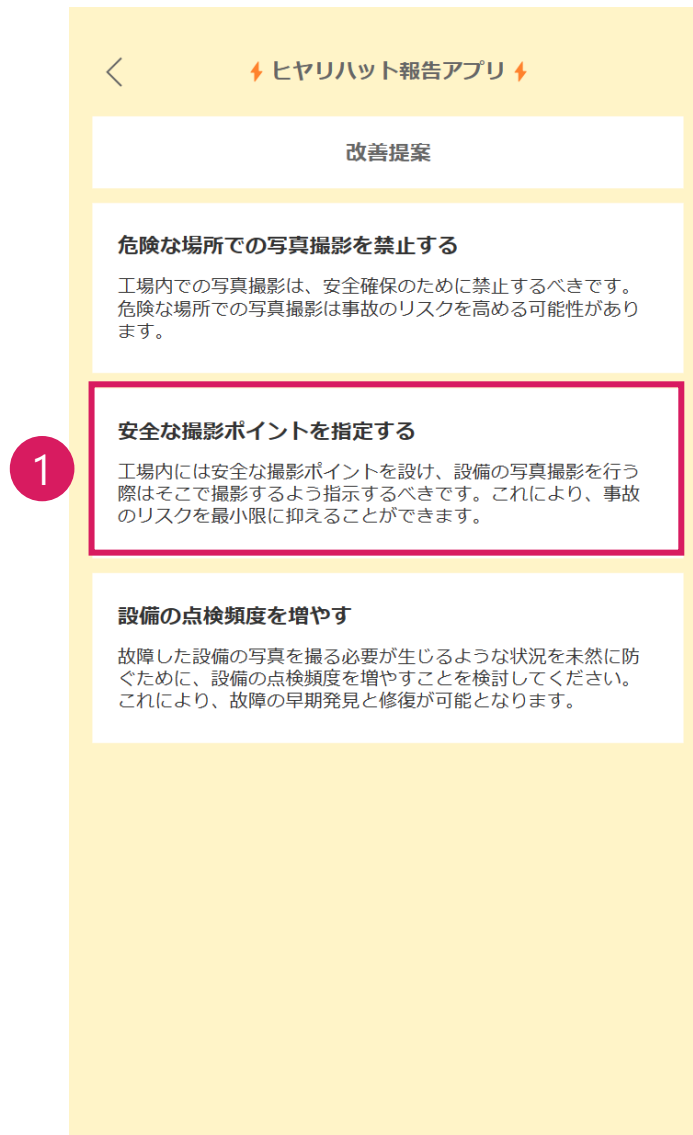 ヒヤリハット報告アプリ
改善提案
危険な場所での写真撮影を禁止する
工場内での写真撮影は、安全確保のために禁止するべきです。
危険な場所での写真撮影は事故のリスクを高める可能性があり
ます。
1
安全な撮影ポイントを指定する
工場内には安全な撮影ポイントを設け、設備の写真撮影を行う
際はそこで撮影するよう指示するべきです。これにより、事故
のリスクを最小限に抑えることができます。
設備の点検頻度を増やす
故障した設備の写真を撮る必要が生じるような状況を未然に防
ぐために、設備の点検頻度を増やすことを検討してください。
これにより、故障の早期発見と修復が可能となります。